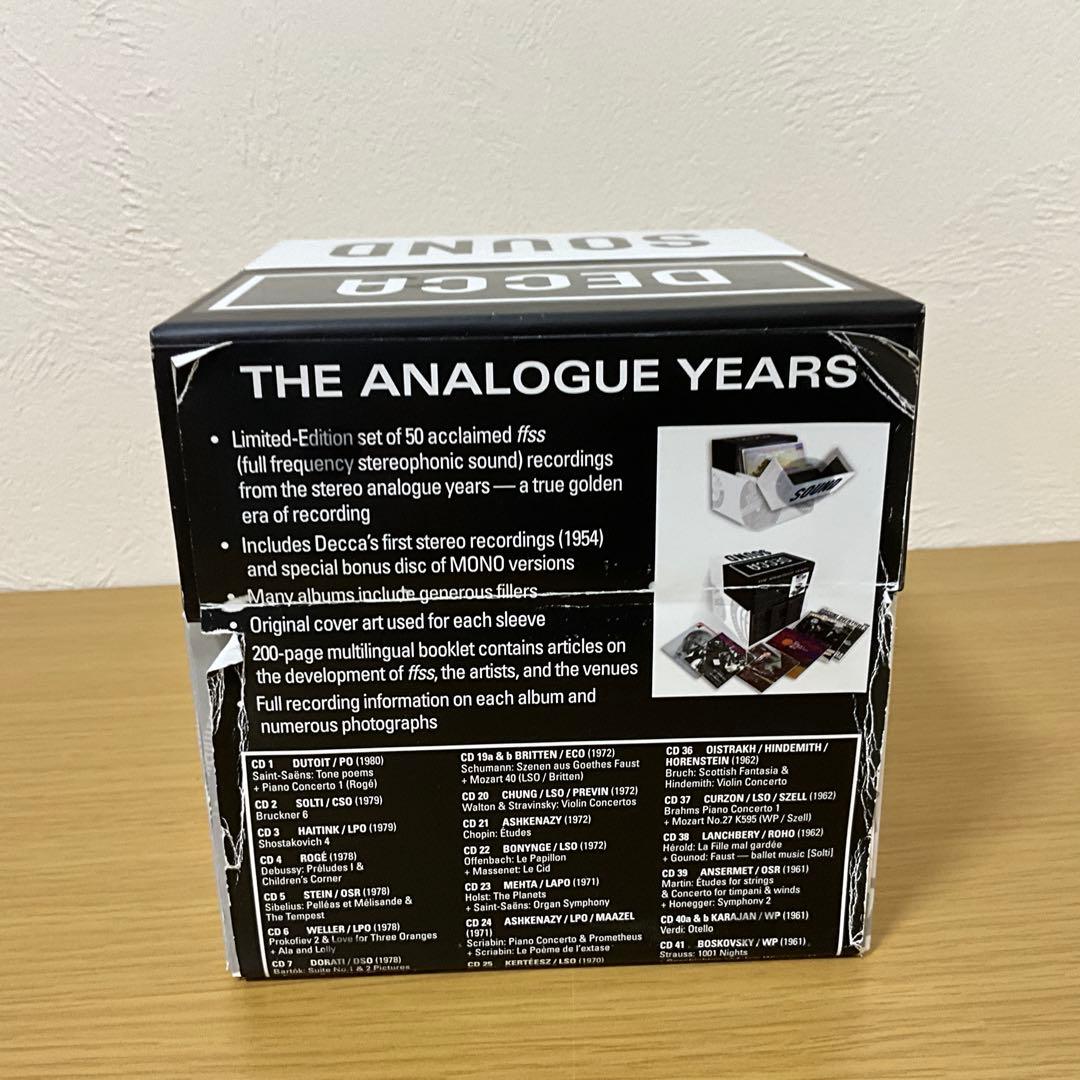 SOUND
DECCA
THE ANALOGUE YEARS
• Limited-Edition set of 50 acclaimed ffss
(full frequency stereophonic sound) recordings
from the stereo analogue years — a true golden
era of recording
• Includes Decca's first stereo recordings (1954)
and special bonus disc of MONO versions
• Many albums include generous fillers
• Original cover art used for each sleeve
200-page multilingual booklet contains articles on
the development of ffss, the artists, and the venues
Full recording information on each album and
numerous photographs
SOUND
SOUND
DECCA
CD 1 DUTOIT / PO (1980)
Saint-Saëns: Tone poems
+ Piano Concerto 1 (Rogé)
CD 2 SOLTI / CSO (1979)
Bruckner 6
CD 3 HAITINK / LPO (1979)
Shostakovich 4
CD 4 ROGÉ (1978)
Debussy: Préludes I &
Children's Corner
CD 5 STEIN / OSR (1978)
Sibelius: Pelléas et Mélisande &
The Tempest
CD 6 WELLER / LPO (1978)
Prokofiev 2 & Love for Three Oranges
+ Ala and Lolly
CD 7 DORATI / DSO (1978)
Bartók: Suite No.1 & 2 Pictures
CD 19a & b BRITTEN / ECO (1972)
Schumann: Szenen aus Goethes Faust
+ Mozart 40 (LSO / Britten)
CD 20 CHUNG / LSO / PREVIN (1972)
Walton & Stravinsky: Violin Concertos
CD 21 ASHKENAZY (1972)
Chopin: Études
CD 22 BONYNGE / LSO (1972)
Offenbach: Le Papillon
+ Massenet: Le Cid
CD 23 MEHTA / LAPO (1971)
Holst: The Planets
+ Saint-Saëns: Organ Symphony
CD 24 ASHKENAZY / LPO / MAAZEL
(1971)
Scriabin: Piano Concerto & Prometheus
+ Scriabin: Le Poème de l'extase
CD 25 KERTÉESZ / LSO (1970)
CD 36 OISTRAKH / HINDEMITH /
HORENSTEIN (1962)
Bruch: Scottish Fantasia &
Hindemith: Violin Concerto
CD 37 CURZON / LSO / SZELL (1962)
Brahms Piano Concerto 1
+ Mozart No.27 K595 (WP / Szell)
CD 38 LANCHBERY / ROHO (1962)
Hérold: La Fille mal gardée
+ Gounod: Faust — ballet music [Solti]
CD 39 ANSERMET / OSR (1961)
Martin: Études for strings
& Concerto for timpani & winds
+ Honegger: Symphony 2
CD 40a & b KARAJAN / WP (1961)
Verdi: Otello
CD 41 BOSKOVSKY / WP (1961)
Strauss: 1001 Nights